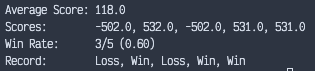 Average Score: 118.0
Scores:        -502.0, 532.0, -502.0, 531.0, 531.0
Win Rate:      3/5 (0.60)
Record:        Loss, Win, Loss, Win, Win